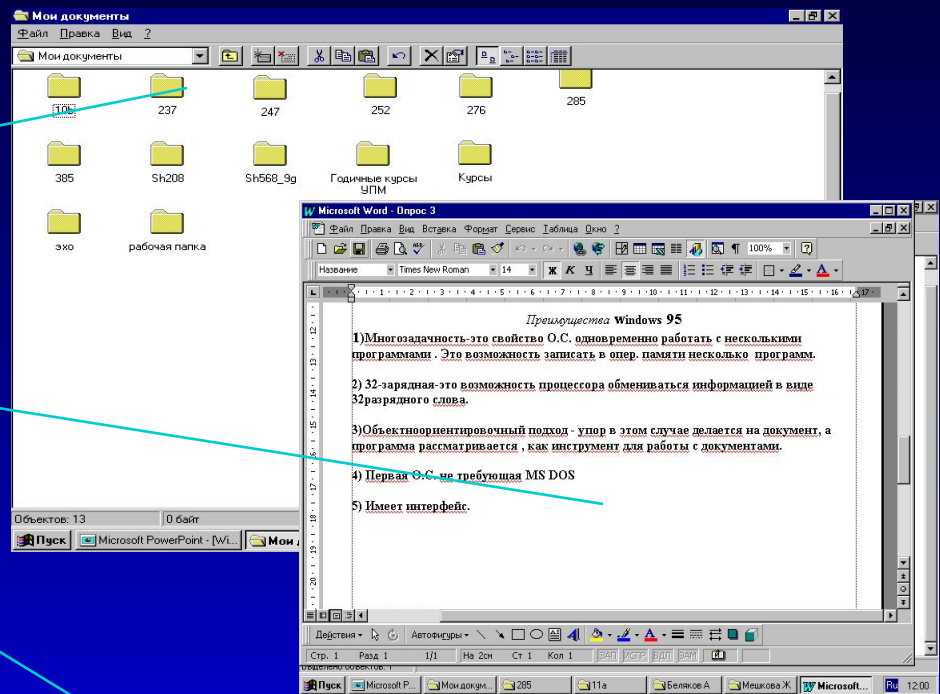 Мои документы
Файл Правка Вид ?
Мои документы
10b 237 247 252 276 285
385 Sh208 Sh568_9g Годичные курсы УПМ Курсы
эхо рабочая папка
Объектов: 13 0 байт
Пуск Microsoft PowerPoint - [Wi... Мои
Microsoft Word - Опрос 3
Файл Правка Вид Вставка Формат Сервис Таблица Окно ?
100%
Название Times New Roman 14 Ж К Ч
Преимущества Windows 95
1)Многозадачность-это свойство О.С. одновременно работать с несколькими
программами . Это возможность записать в опер. памяти несколько программ.
2) 32-зарядная-это возможность процессора обмениваться информацией в виде
32разрядного слова.
3)Объектноориентировочный подход - упор в этом случае делается на документ, а
программа рассматривается , как инструмент для работы с документами.
4) Первая О.С. не требующая MS DOS
5) Имеет интерфейс.
Действия Автофигуры
Стр. 1 Разд 1 1/1 На 2см Ст 1 Кол 1 ЗАП ИСПР ВДЛ ЗАМ
Выделено объектов: 1
Пуск Microsoft P... Мои докум... 285 11а Беляков А Мешкова Ж Microsoft... Ru 12:00